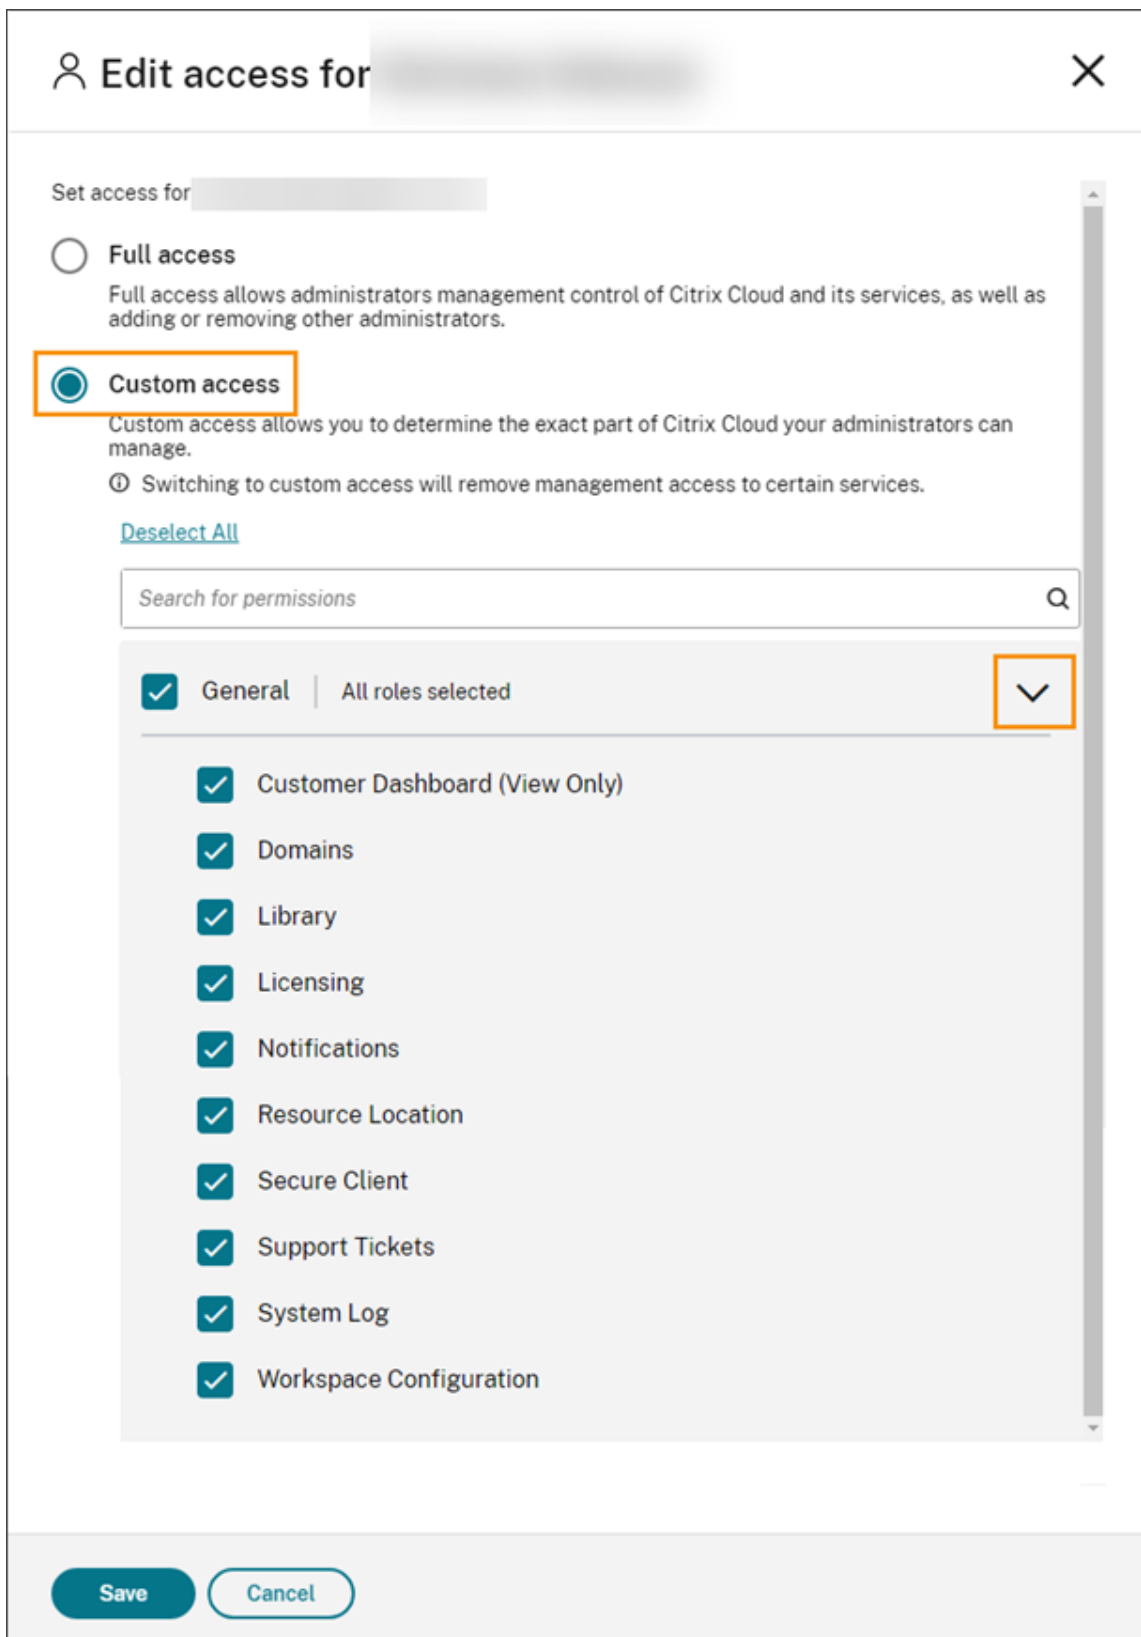 Edit access for
Set access for
Full access
Full access allows administrators management control of Citrix Cloud and its services, as well as
adding or removing other administrators.
Custom access
Custom access allows you to determine the exact part of Citrix Cloud your administrators can
manage.
Switching to custom access will remove management access to certain services.
Deselect All
Search for permissions
General | All roles selected
Customer Dashboard (View Only)
Domains
Library
Licensing
Notifications
Resource Location
Secure Client
Support Tickets
System Log
Workspace Configuration
Save Cancel